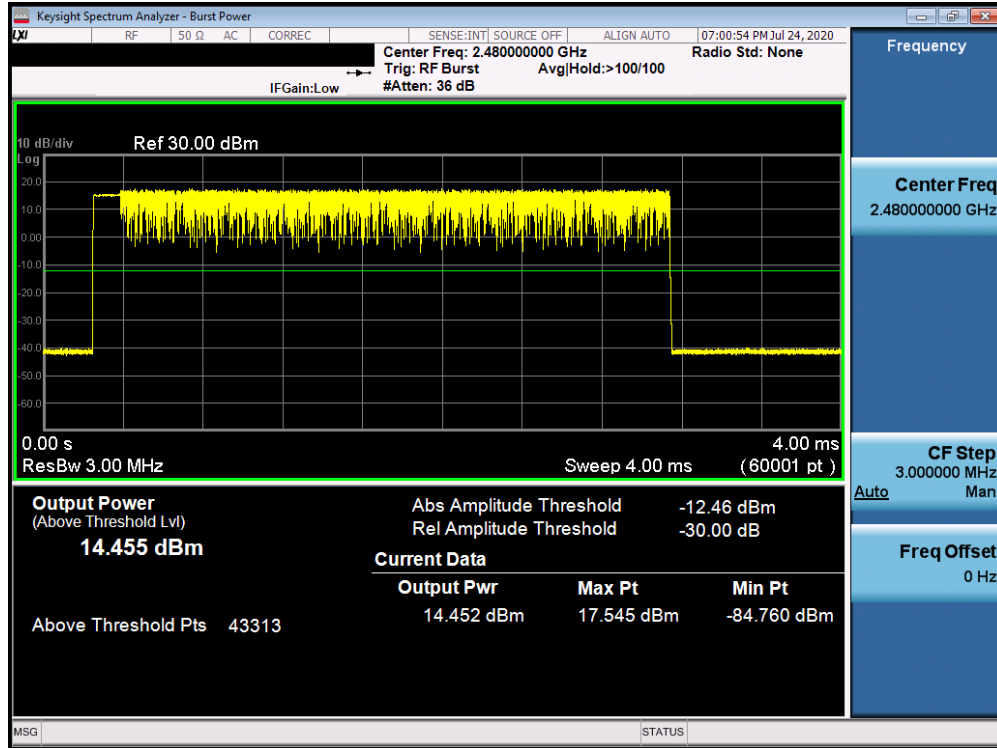 Keysight Spectrum Analyzer - Burst Power
LXI RF 50 Ω AC CORREC SENSE:INT SOURCE OFF ALIGN AUTO 07:00:54 PM Jul 24, 2020
Center Freq: 2.480000000 GHz Radio Std: None
Trig: RF Burst Avg|Hold:>100/100
IFGain:Low #Atten: 36 dB
Frequency
10 dB/div Ref 30.00 dBm
Log
20.0
10.0
0.00
-10.0
-20.0
-30.0
-40.0
-50.0
-60.0
0.00 s 4.00 ms
ResBw 3.00 MHz Sweep 4.00 ms (60001 pt)
Output Power
(Above Threshold Lvl)
14.455 dBm
Above Threshold Pts 43313
Abs Amplitude Threshold -12.46 dBm
Rel Amplitude Threshold -30.00 dB
Current Data
Output Pwr Max Pt Min Pt
14.452 dBm 17.545 dBm -84.760 dBm
Center Freq
2.480000000 GHz
CF Step
3.000000 MHz
Auto Man
Freq Offset
0 Hz
MSG STATUS